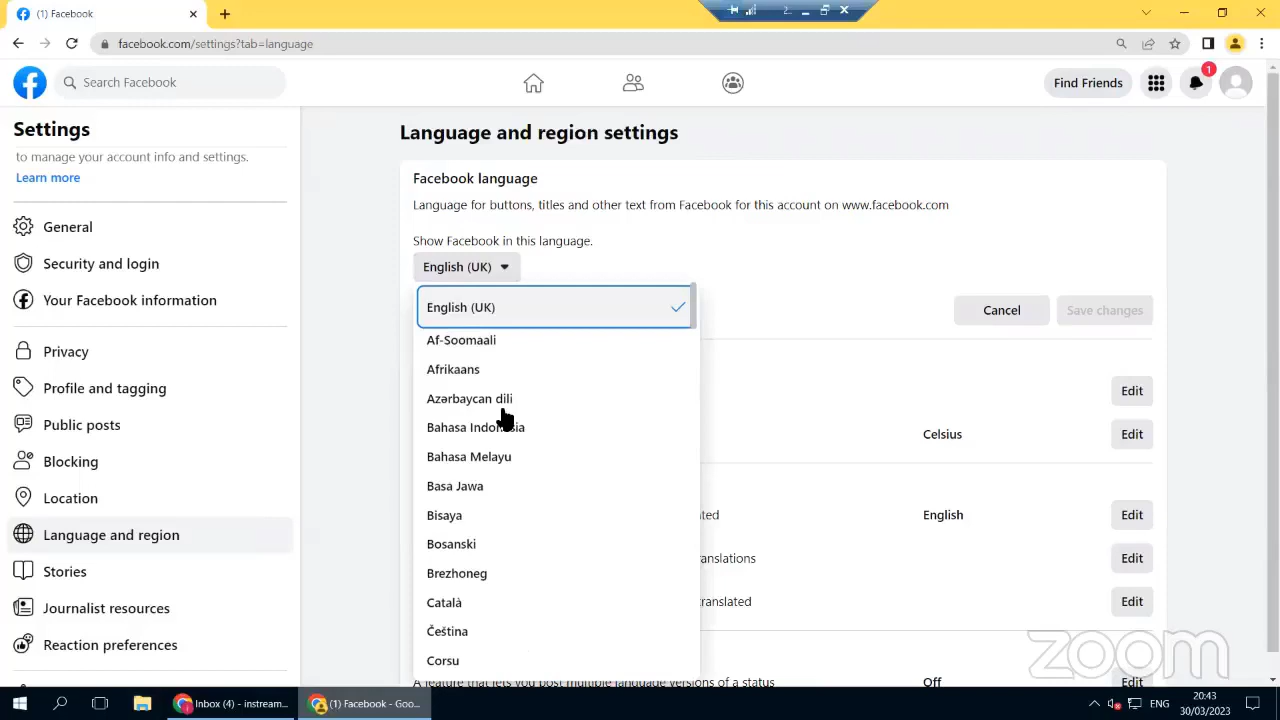 (1) Facebook
2
facebook.com/settings?tab=language
Search Facebook
Find Friends
1
Settings
to manage your account info and settings.
Learn more
General
Security and login
Your Facebook information
Privacy
Profile and tagging
Public posts
Blocking
Location
Language and region
Stories
Journalist resources
Reaction preferences
Language and region settings
Facebook language
Language for buttons, titles and other text from Facebook for this account on www.facebook.com
Show Facebook in this language.
English (UK)
English (UK)
Af-Soomaali
Afrikaans
Azərbaycan dili
Bahasa Indonesia
Bahasa Melayu
Basa Jawa
Bisaya
Bosanski
Brezhoneg
Català
Čeština
Corsu
Cancel
Save changes
Edit
Celsius
Edit
English
Edit
Edit
Edit
A feature that lets you post multiple language versions of a status
Off
Edit
zoom
Inbox (4) - instream...
(1) Facebook - Goo...
ENG
20:43
30/03/2023